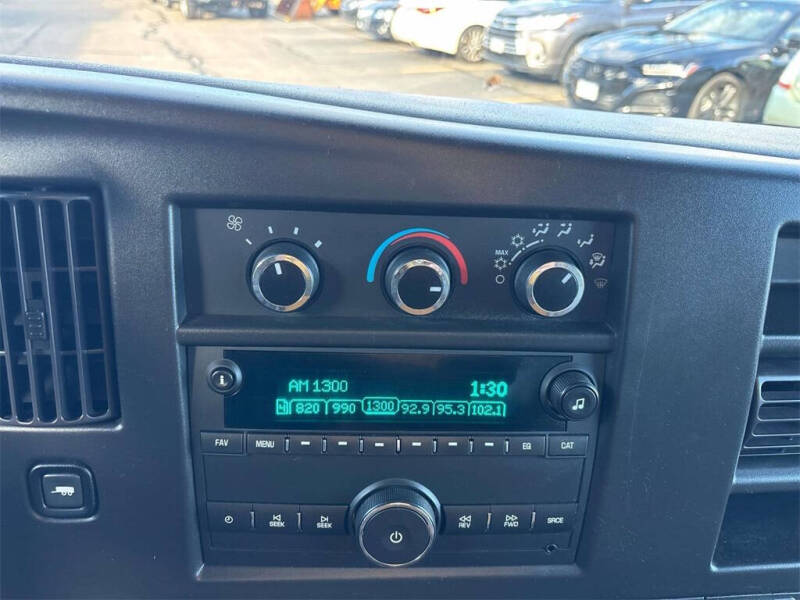 MAX
AM 1300 1:30
4 820 990 1300 92.9 95.3 102.1
FAV MENU EQ CAT
SEEK SEEK REV FWD SRCE